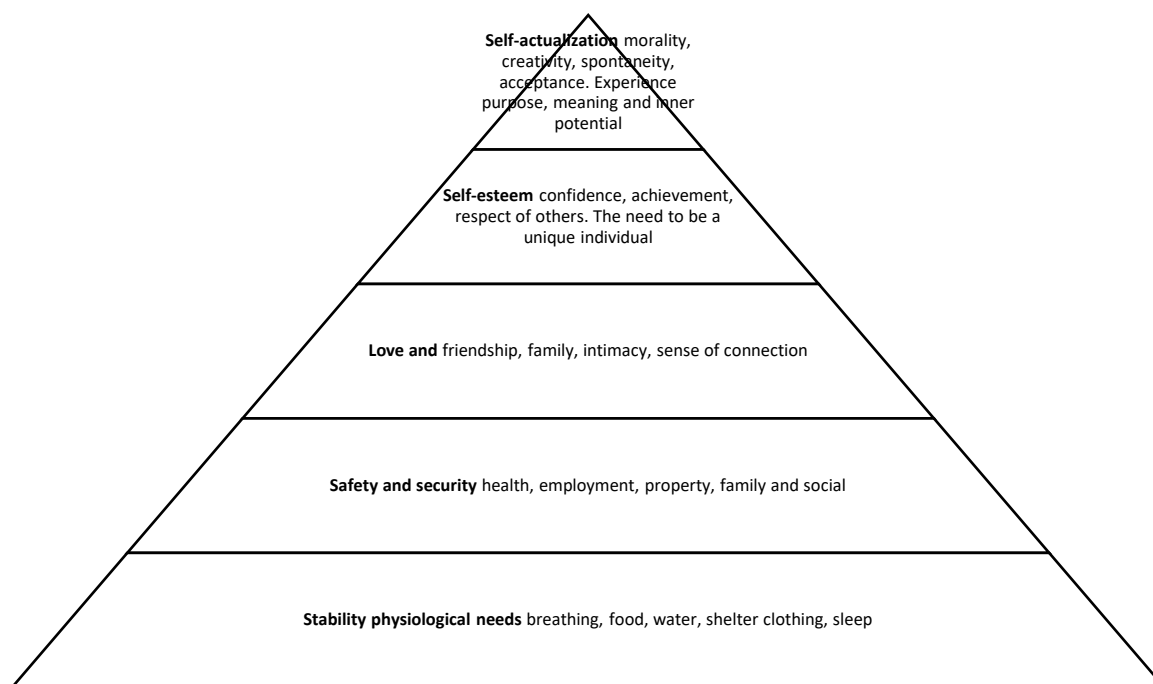 Self-actualization morality,
creativity, spontaneity,
acceptance. Experience
purpose, meaning and inner
potential
Self-esteem confidence, achievement,
respect of others. The need to be a
unique individual
Love and friendship, family, intimacy, sense of connection
Safety and security health, employment, property, family and social
Stability physiological needs breathing, food, water, shelter clothing, sleep